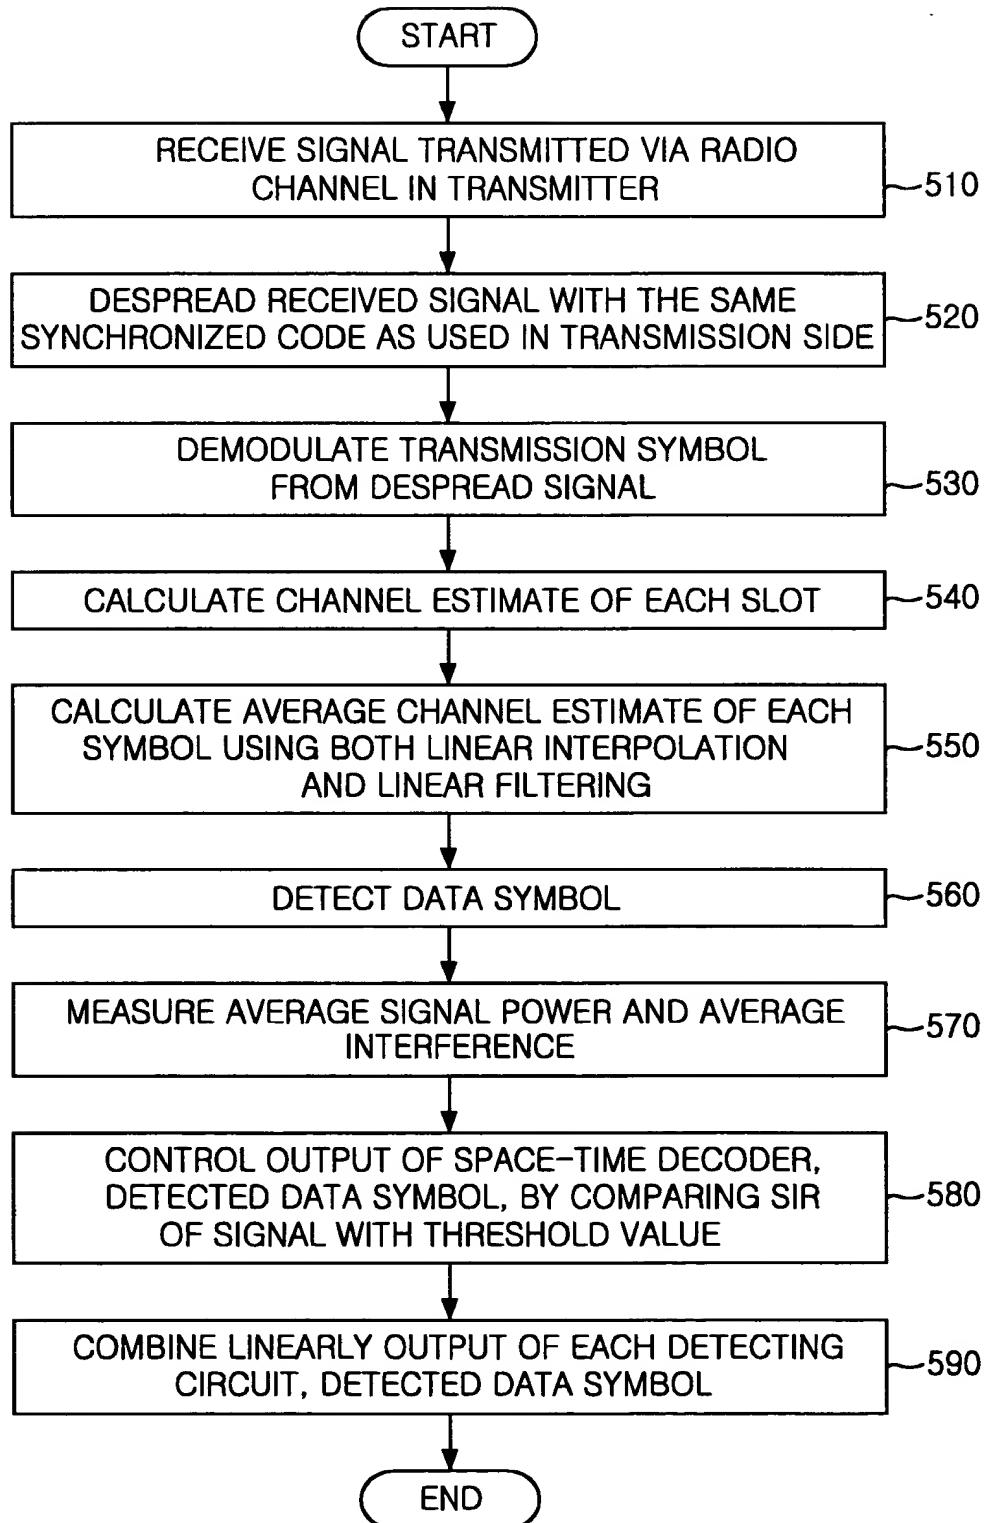 START
RECEIVE SIGNAL TRANSMITTED VIA RADIO
CHANNEL IN TRANSMITTER
510
DESPREAD RECEIVED SIGNAL WITH THE SAME
SYNCHRONIZED CODE AS USED IN TRANSMISSION SIDE
520
DEMODULATE TRANSMISSION SYMBOL
FROM DESPREAD SIGNAL
530
CALCULATE CHANNEL ESTIMATE OF EACH SLOT
540
CALCULATE AVERAGE CHANNEL ESTIMATE OF EACH
SYMBOL USING BOTH LINEAR INTERPOLATION
AND LINEAR FILTERING
550
DETECT DATA SYMBOL
560
MEASURE AVERAGE SIGNAL POWER AND AVERAGE
INTERFERENCE
570
CONTROL OUTPUT OF SPACE-TIME DECODER,
DETECTED DATA SYMBOL, BY COMPARING SIR
OF SIGNAL WITH THRESHOLD VALUE
580
COMBINE LINEARLY OUTPUT OF EACH DETECTING
CIRCUIT, DETECTED DATA SYMBOL
590
END